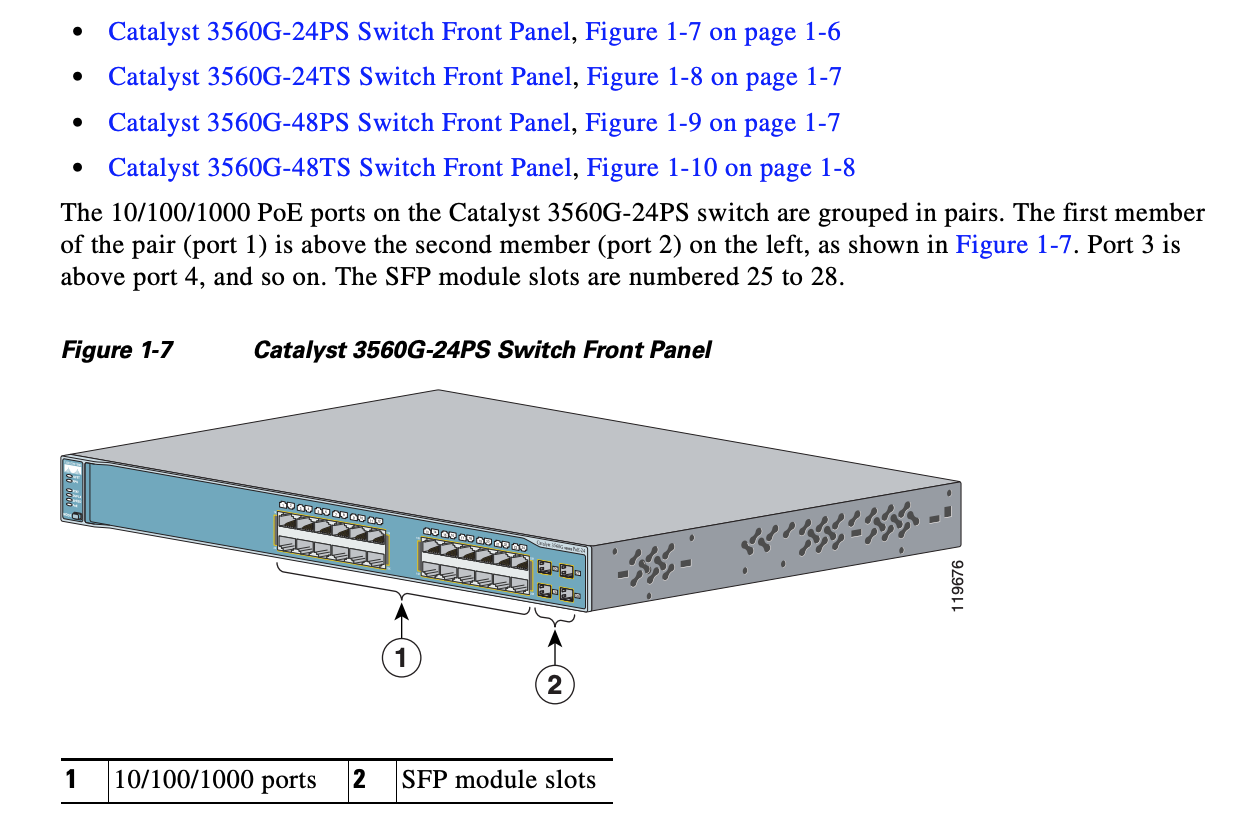 • Catalyst 3560G-24PS Switch Front Panel, Figure 1-7 on page 1-6
• Catalyst 3560G-24TS Switch Front Panel, Figure 1-8 on page 1-7
• Catalyst 3560G-48PS Switch Front Panel, Figure 1-9 on page 1-7
• Catalyst 3560G-48TS Switch Front Panel, Figure 1-10 on page 1-8
The 10/100/1000 PoE ports on the Catalyst 3560G-24PS switch are grouped in pairs. The first member
of the pair (port 1) is above the second member (port 2) on the left, as shown in Figure 1-7. Port 3 is
above port 4, and so on. The SFP module slots are numbered 25 to 28.
Figure 1-7 Catalyst 3560G-24PS Switch Front Panel
119676
1
2
1 10/100/1000 ports 2 SFP module slots